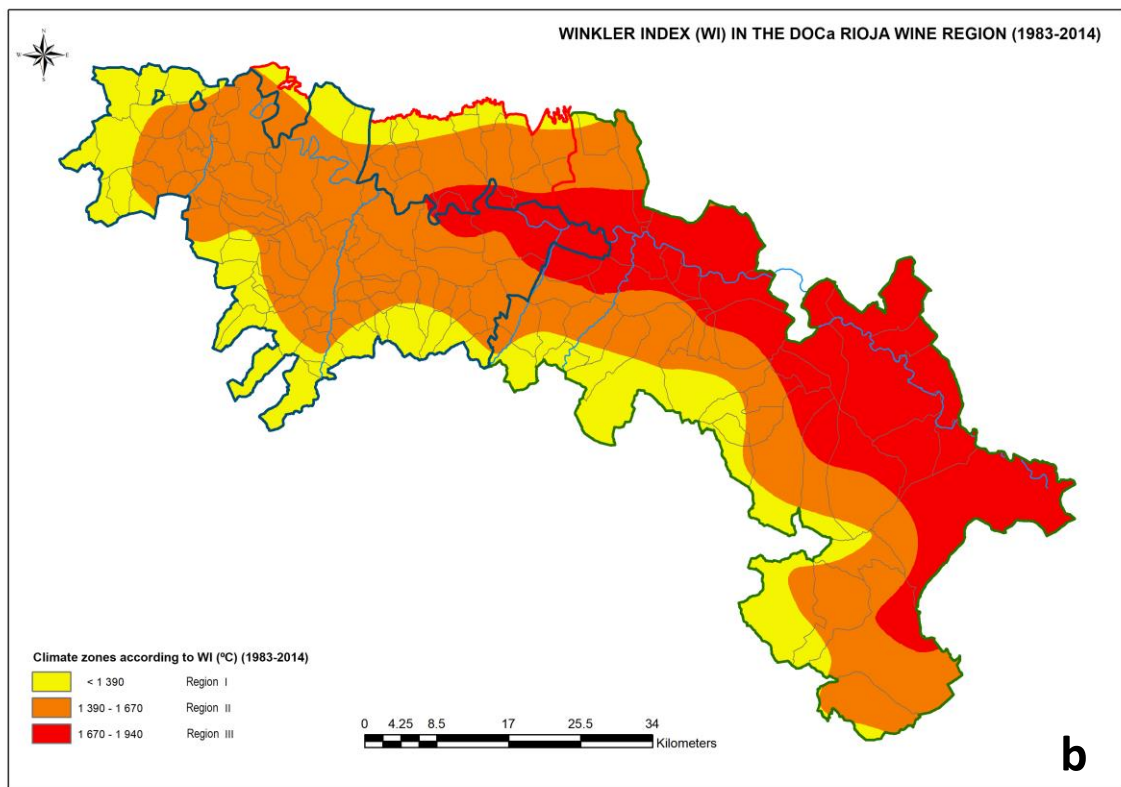 WINKLER INDEX (WI) IN THE DOCa RIOJA WINE REGION (1983-2014)
N
W E
S
Climate zones according to WI (ºC) (1983-2014)
< 1 390 Region I
1 390 - 1 670 Region II
1 670 - 1 940 Region III
0 4.25 8.5 17 25.5 34
Kilometers
b